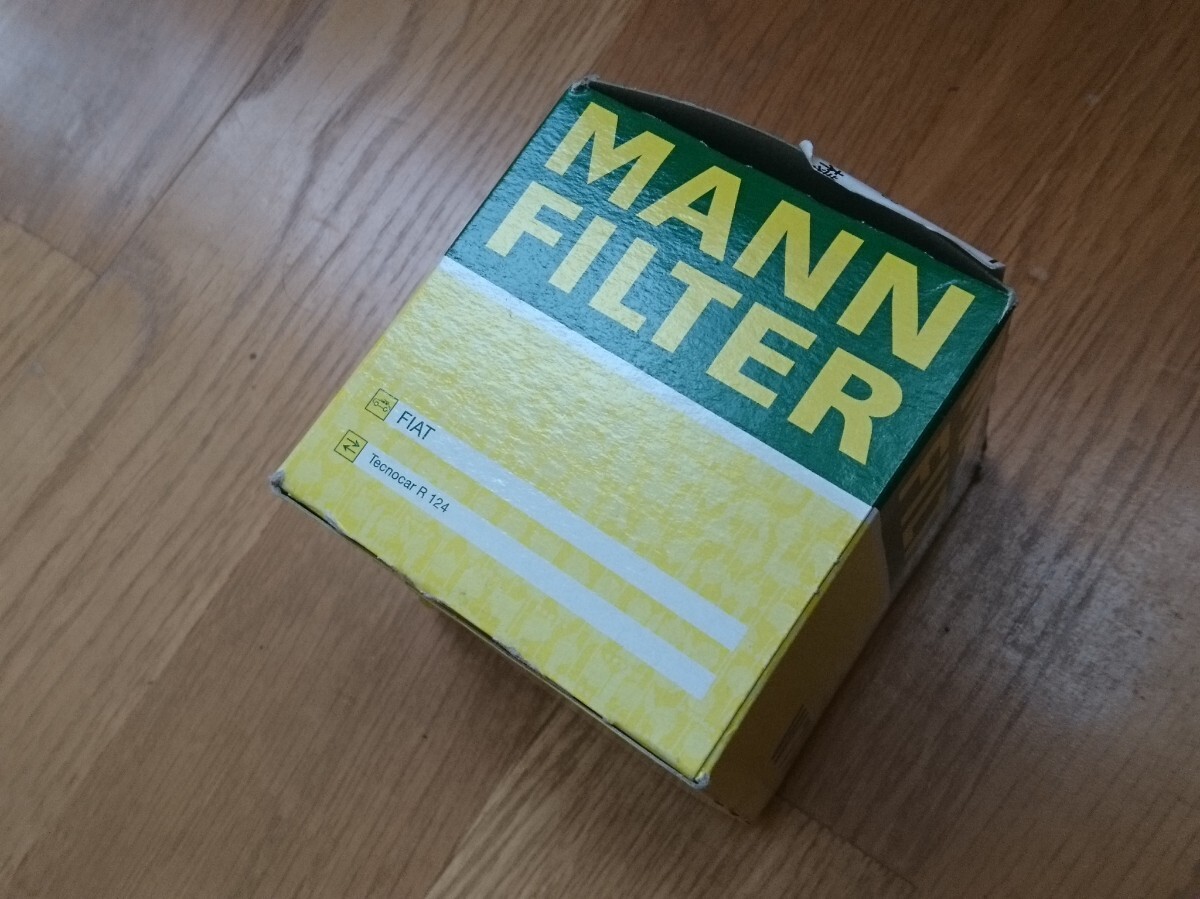 MANN
FILTER
FIAT
Tecnocar R 124